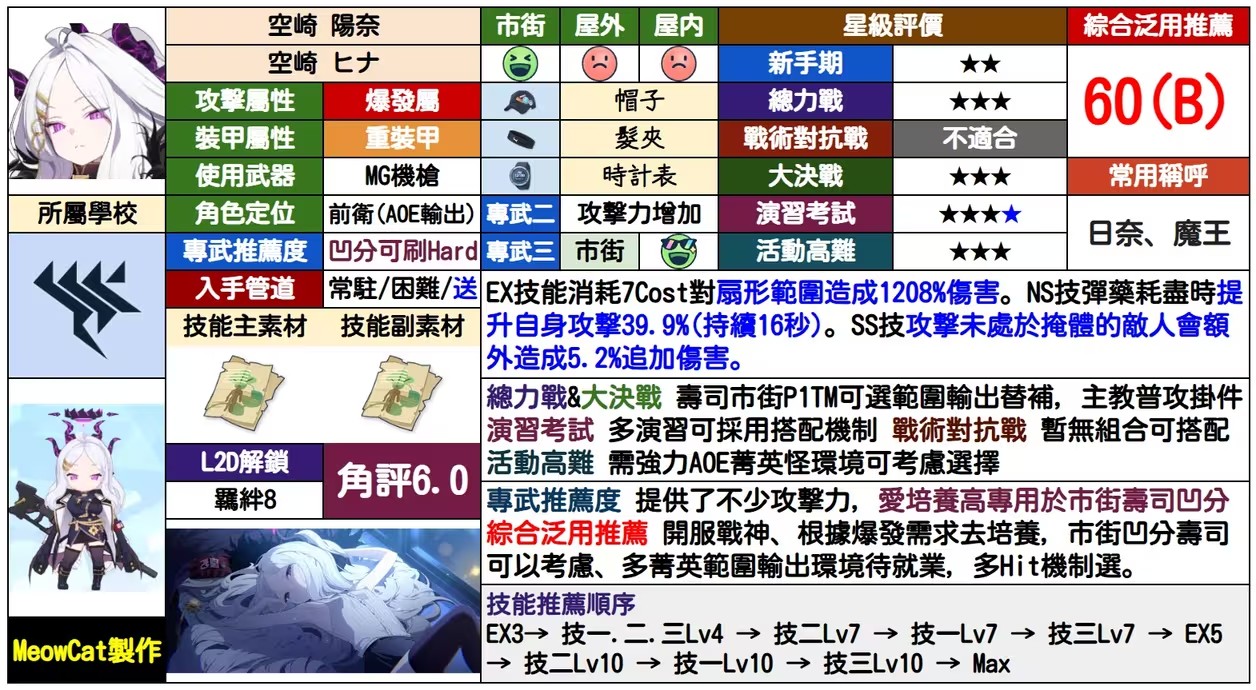 空崎 陽奈
空崎 ヒナ
攻擊屬性 爆發屬
裝甲屬性 重裝甲
使用武器 MG機槍
所屬學校
角色定位 前衛(AOE輸出)
專武推薦度 凹分可刷Hard
入手管道 常駐/困難/送
技能主素材 技能副素材
L2D解鎖
羈絆8
角評6.0
MeowCat製作
市街 屋外 屋内
帽子
髮夾
時計表
專武二 攻擊力增加
專武三 市街
星級評價
新手期 ★★
總力戰 ★★★
戰術對抗戰 不適合
大決戰 ★★★
演習考試 ★★★★
活動高難 ★★★
綜合泛用推薦
60(B)
常用稱呼
日奈、魔王
EX技能消耗7Cost對扇形範圍造成1208%傷害。NS技彈藥耗盡時提
升自身攻擊39.9%(持續16秒)。SS技攻擊未處於掩體的敵人會額
外造成5.2%追加傷害。
總力戰&大決戰 壽司市街P1TM可選範圍輸出替補, 主教普攻掛件
演習考試 多演習可採用搭配機制 戰術對抗戰 暫無組合可搭配
活動高難 需強力AOE菁英怪環境可考慮選擇
專武推薦度 提供了不少攻擊力, 愛培養高專用於市街壽司凹分
綜合泛用推薦 開服戰神、根據爆發需求去培養, 市街凹分壽司
可以考慮、多菁英範圍輸出環境待就業, 多Hit機制選。
技能推薦順序
EX3→ 技一.二.三Lv4 → 技二Lv7 → 技一Lv7 → 技三Lv7 → EX5
→ 技二Lv10 → 技一Lv10 → 技三Lv10 → Max